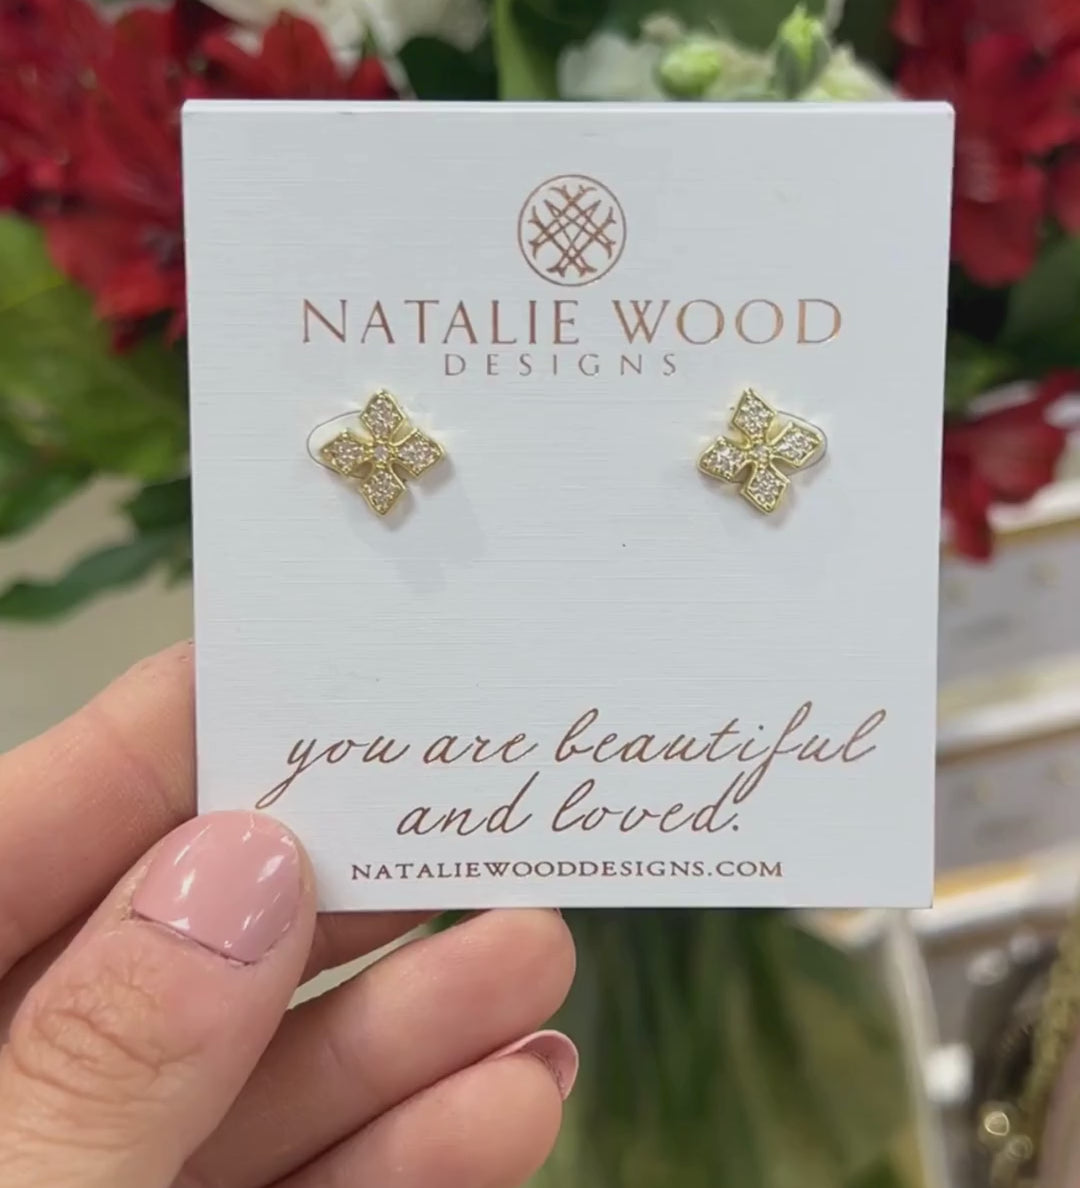 NATALIE WOOD
DESIGNS
you are beautiful
and loved.
NATALIEWOODDESIGNS.COM